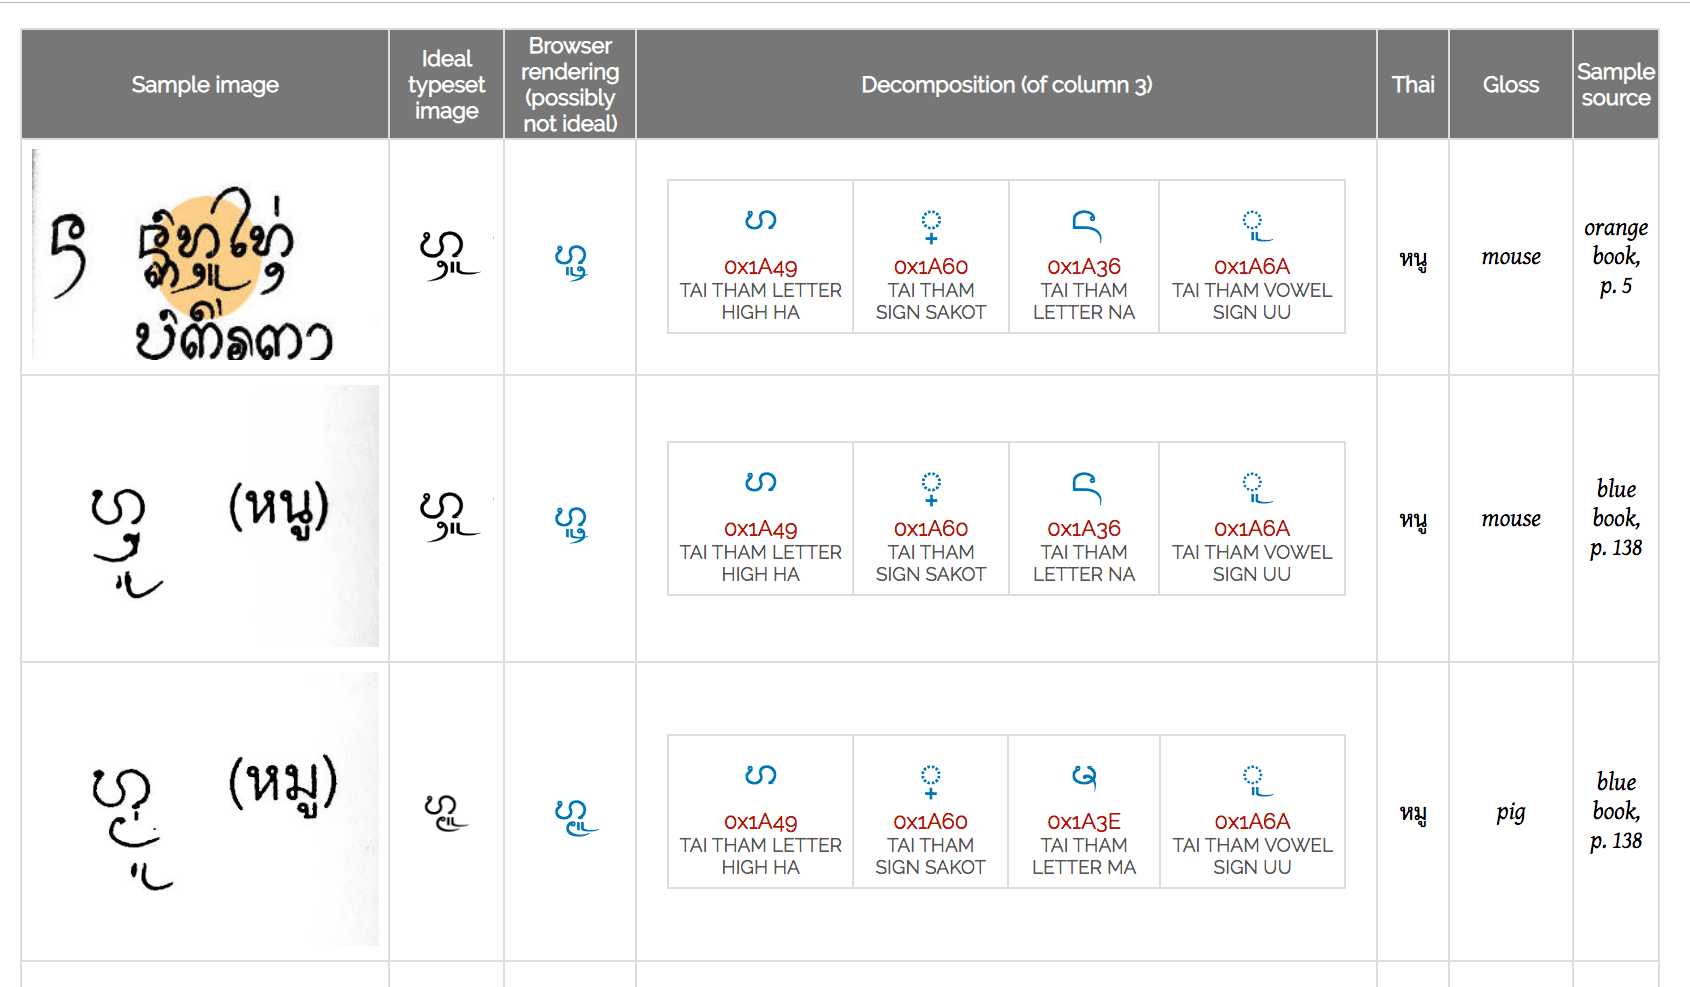 Sample image
Ideal typeset image
Browser rendering (possibly not ideal)
Decomposition (of column 3)
Thai
Gloss
Sample source
ᩉ᩠ᨶᩪ
ᩉ᩠ᨶᩪ
ᩉ
0x1A49
TAI THAM LETTER HIGH HA
᩠
0x1A60
TAI THAM SIGN SAKOT
ᨶ
0x1A36
TAI THAM LETTER NA
ᩪ
0x1A6A
TAI THAM VOWEL SIGN UU
หนู
mouse
orange book, p. 5
ᩉ᩠ᨶᩪ (หนู)
ᩉ᩠ᨶᩪ
ᩉ᩠ᨶᩪ
ᩉ
0x1A49
TAI THAM LETTER HIGH HA
᩠
0x1A60
TAI THAM SIGN SAKOT
ᨶ
0x1A36
TAI THAM LETTER NA
ᩪ
0x1A6A
TAI THAM VOWEL SIGN UU
หนู
mouse
blue book, p. 138
ᩉ᩠ᨾᩪ (หมู)
ᩉ᩠ᨾᩪ
ᩉ᩠ᨾᩪ
ᩉ
0x1A49
TAI THAM LETTER HIGH HA
᩠
0x1A60
TAI THAM SIGN SAKOT
ᨾ
0x1A3E
TAI THAM LETTER MA
ᩪ
0x1A6A
TAI THAM VOWEL SIGN UU
หมู
pig
blue book, p. 138